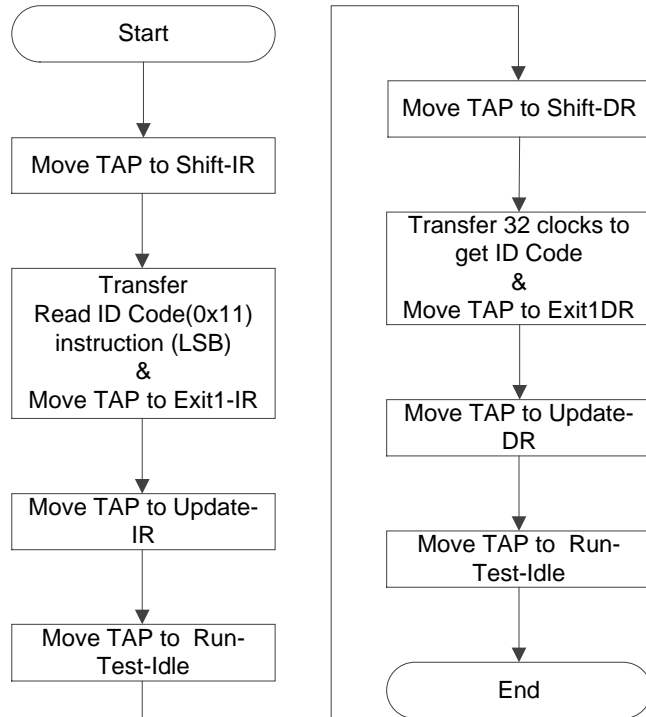 Start
Move TAP to Shift-IR
Transfer
Read ID Code(0x11)
instruction (LSB)
&
Move TAP to Exit1-IR
Move TAP to Update-
IR
Move TAP to Run-
Test-Idle
Move TAP to Shift-DR
Transfer 32 clocks to
get ID Code
&
Move TAP to Exit1DR
Move TAP to Update-
DR
Move TAP to Run-
Test-Idle
End